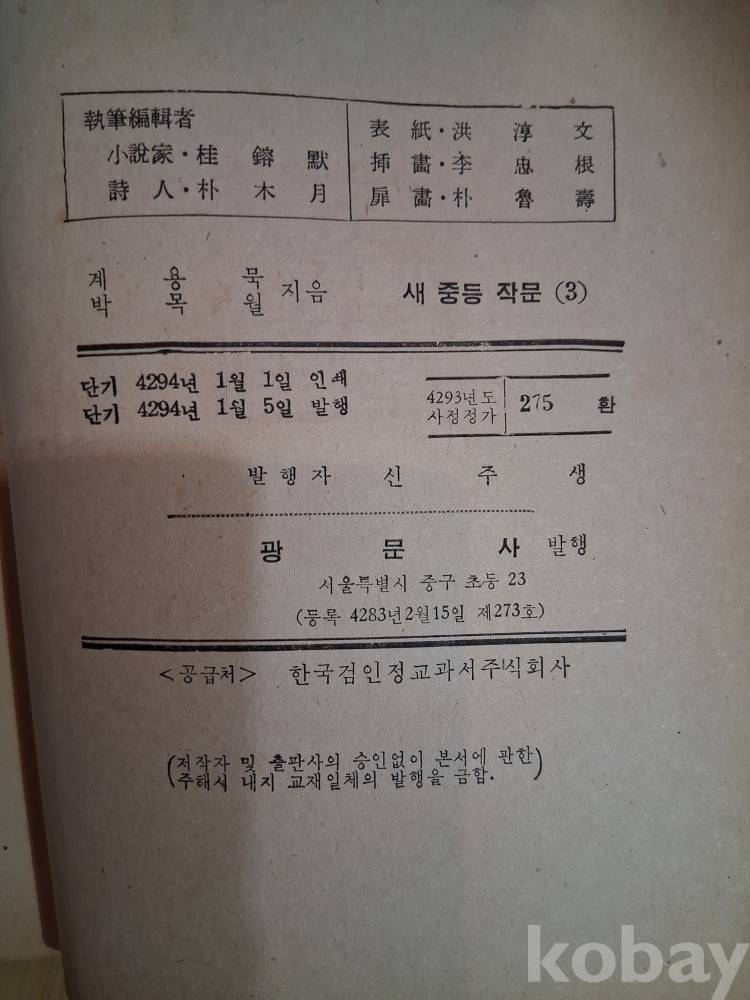 執筆編輯者
小說家·桂鎔默
詩人·朴木月
表紙·洪淳文
揷畵·李忠根
扉畵·朴魯壽
계용묵
박목월 지음
새 중등 작문 (3)
단기 4294년 1월 1일 인쇄
단기 4294년 1월 5일 발행
4293년도
사정정가
275 환
발행자 신주생
광문사 발행
서울특별시 중구 초동 23
(등록 4283년2월15일 제273호)
<공급처> 한국검인정교과서주식회사
(저작자 및 출판사의 승인없이 본서에 관한
주해서 내지 교재일체의 발행을 금함.)
kobay